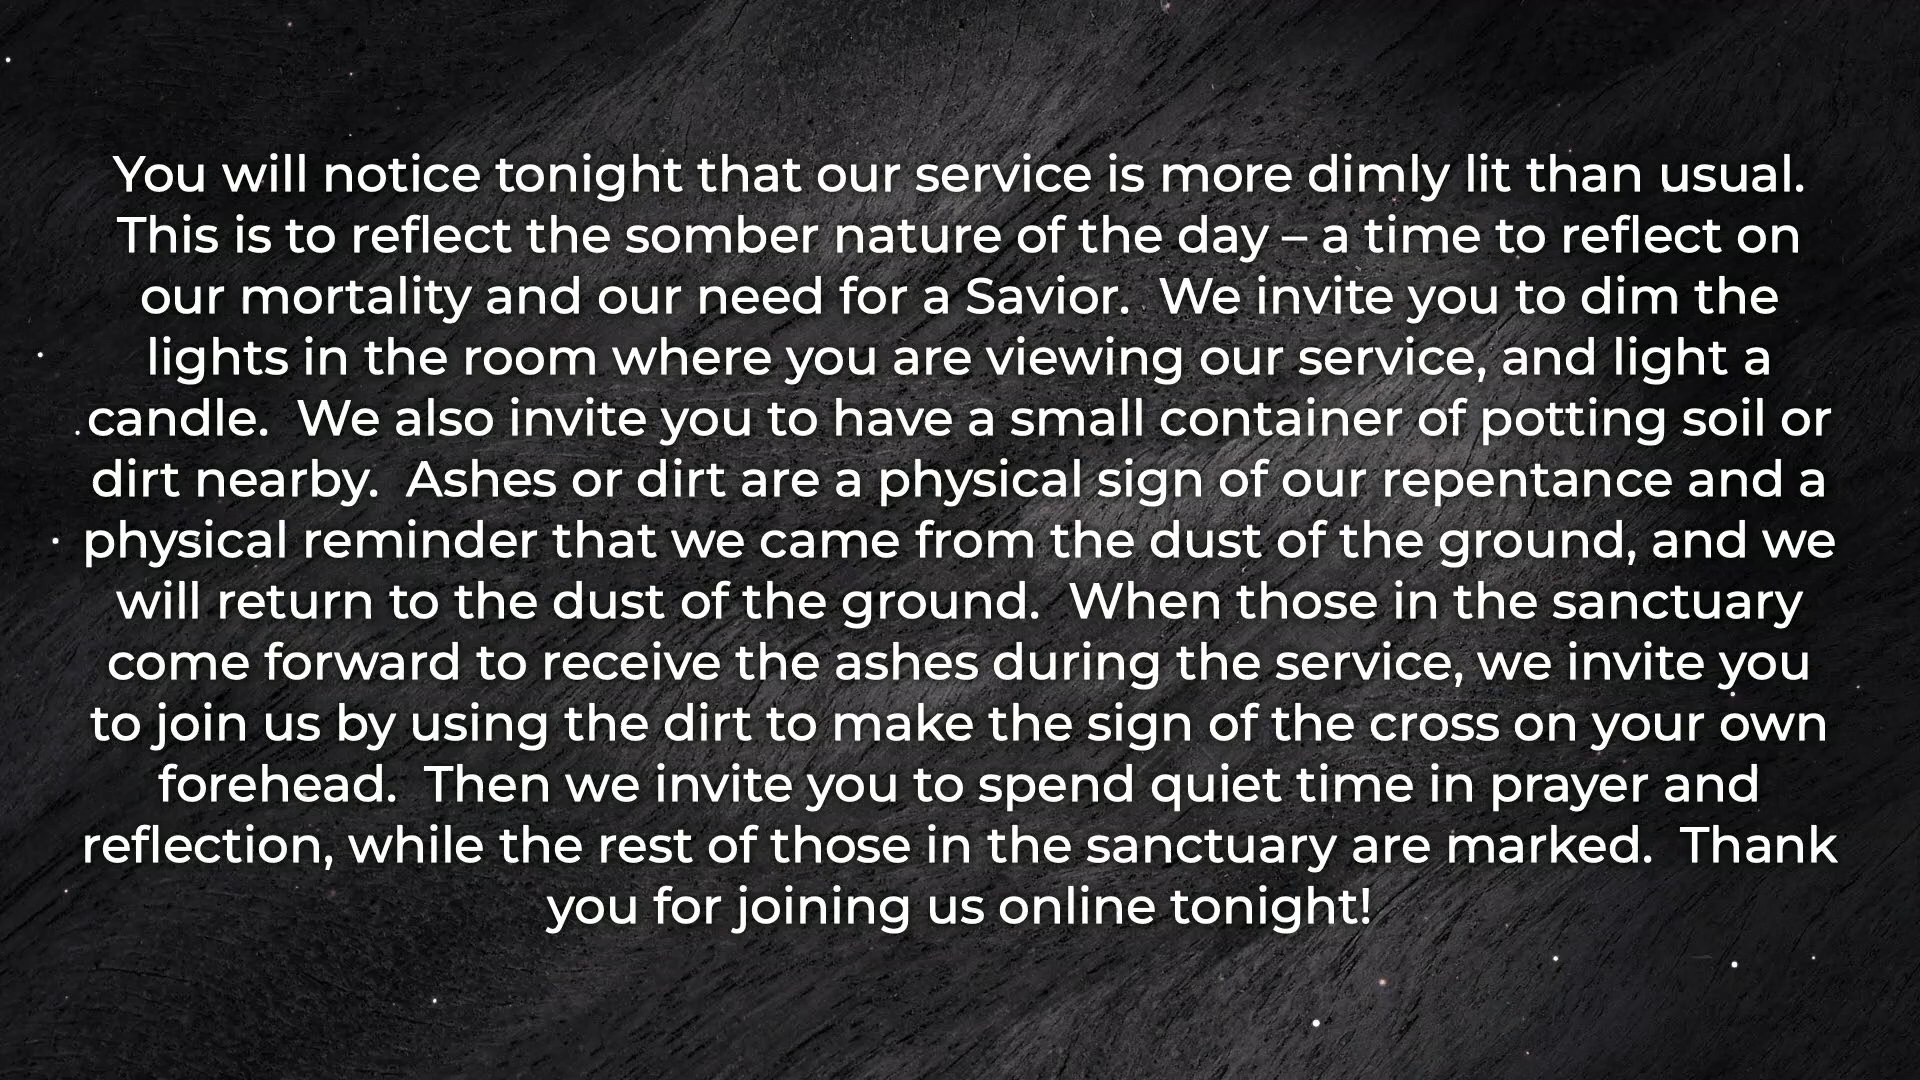 You will notice tonight that our service is more dimly lit than usual.
This is to reflect the somber nature of the day – a time to reflect on
our mortality and our need for a Savior.  We invite you to dim the
lights in the room where you are viewing our service, and light a
candle.  We also invite you to have a small container of potting soil or
dirt nearby.  Ashes or dirt are a physical sign of our repentance and a
physical reminder that we came from the dust of the ground, and we
will return to the dust of the ground.  When those in the sanctuary
come forward to receive the ashes during the service, we invite you
to join us by using the dirt to make the sign of the cross on your own
forehead.  Then we invite you to spend quiet time in prayer and
reflection, while the rest of those in the sanctuary are marked.  Thank
you for joining us online tonight!